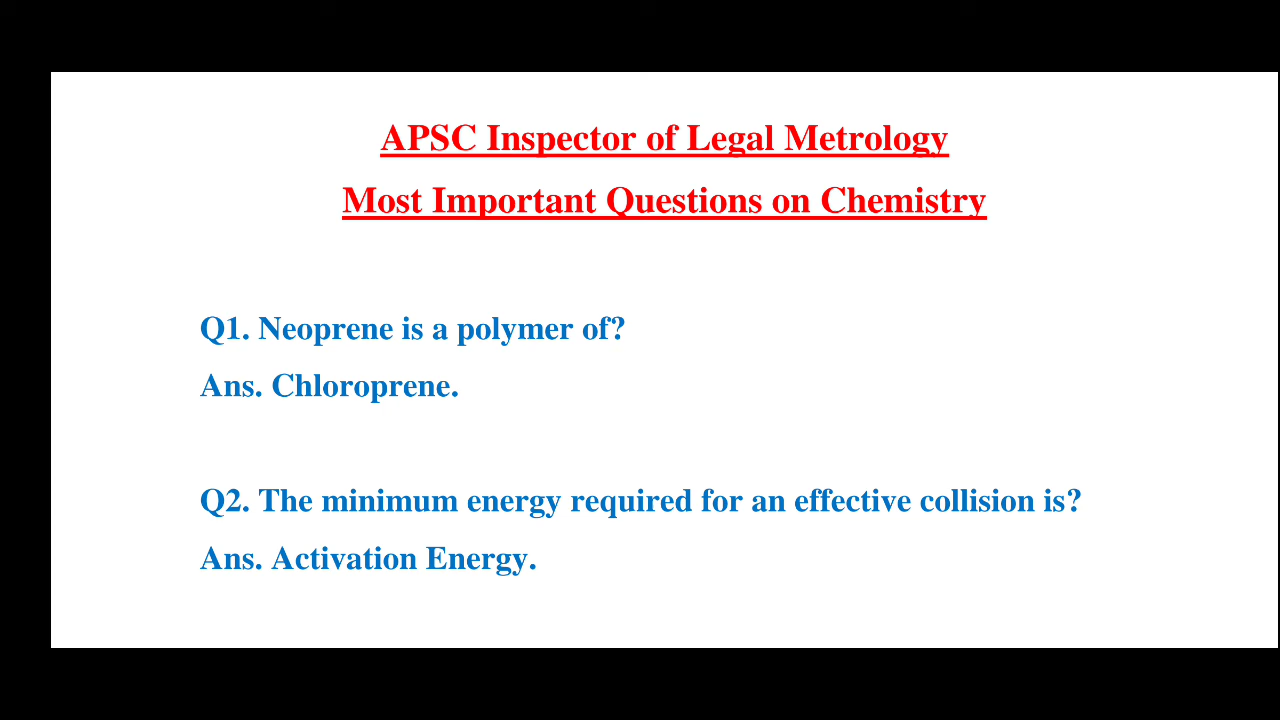 APSC Inspector of Legal Metrology
Most Important Questions on Chemistry
Q1. Neoprene is a polymer of?
Ans. Chloroprene.
Q2. The minimum energy required for an effective collision is?
Ans. Activation Energy.